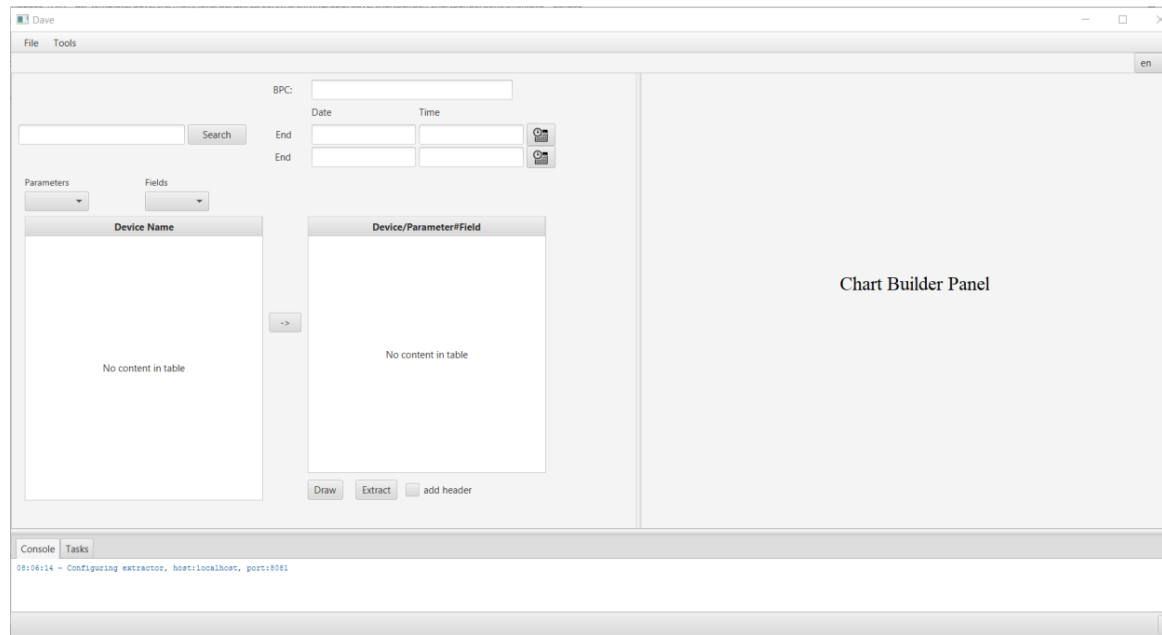 Dave
File Tools
en
BPC:
Date Time
Search End
End
Parameters Fields
Device Name Device/Parameter#Field
Chart Builder Panel
->
No content in table
No content in table
Draw Extract add header
Console Tasks
08:06:14 - Configuring extractor, host:localhost, port:8081